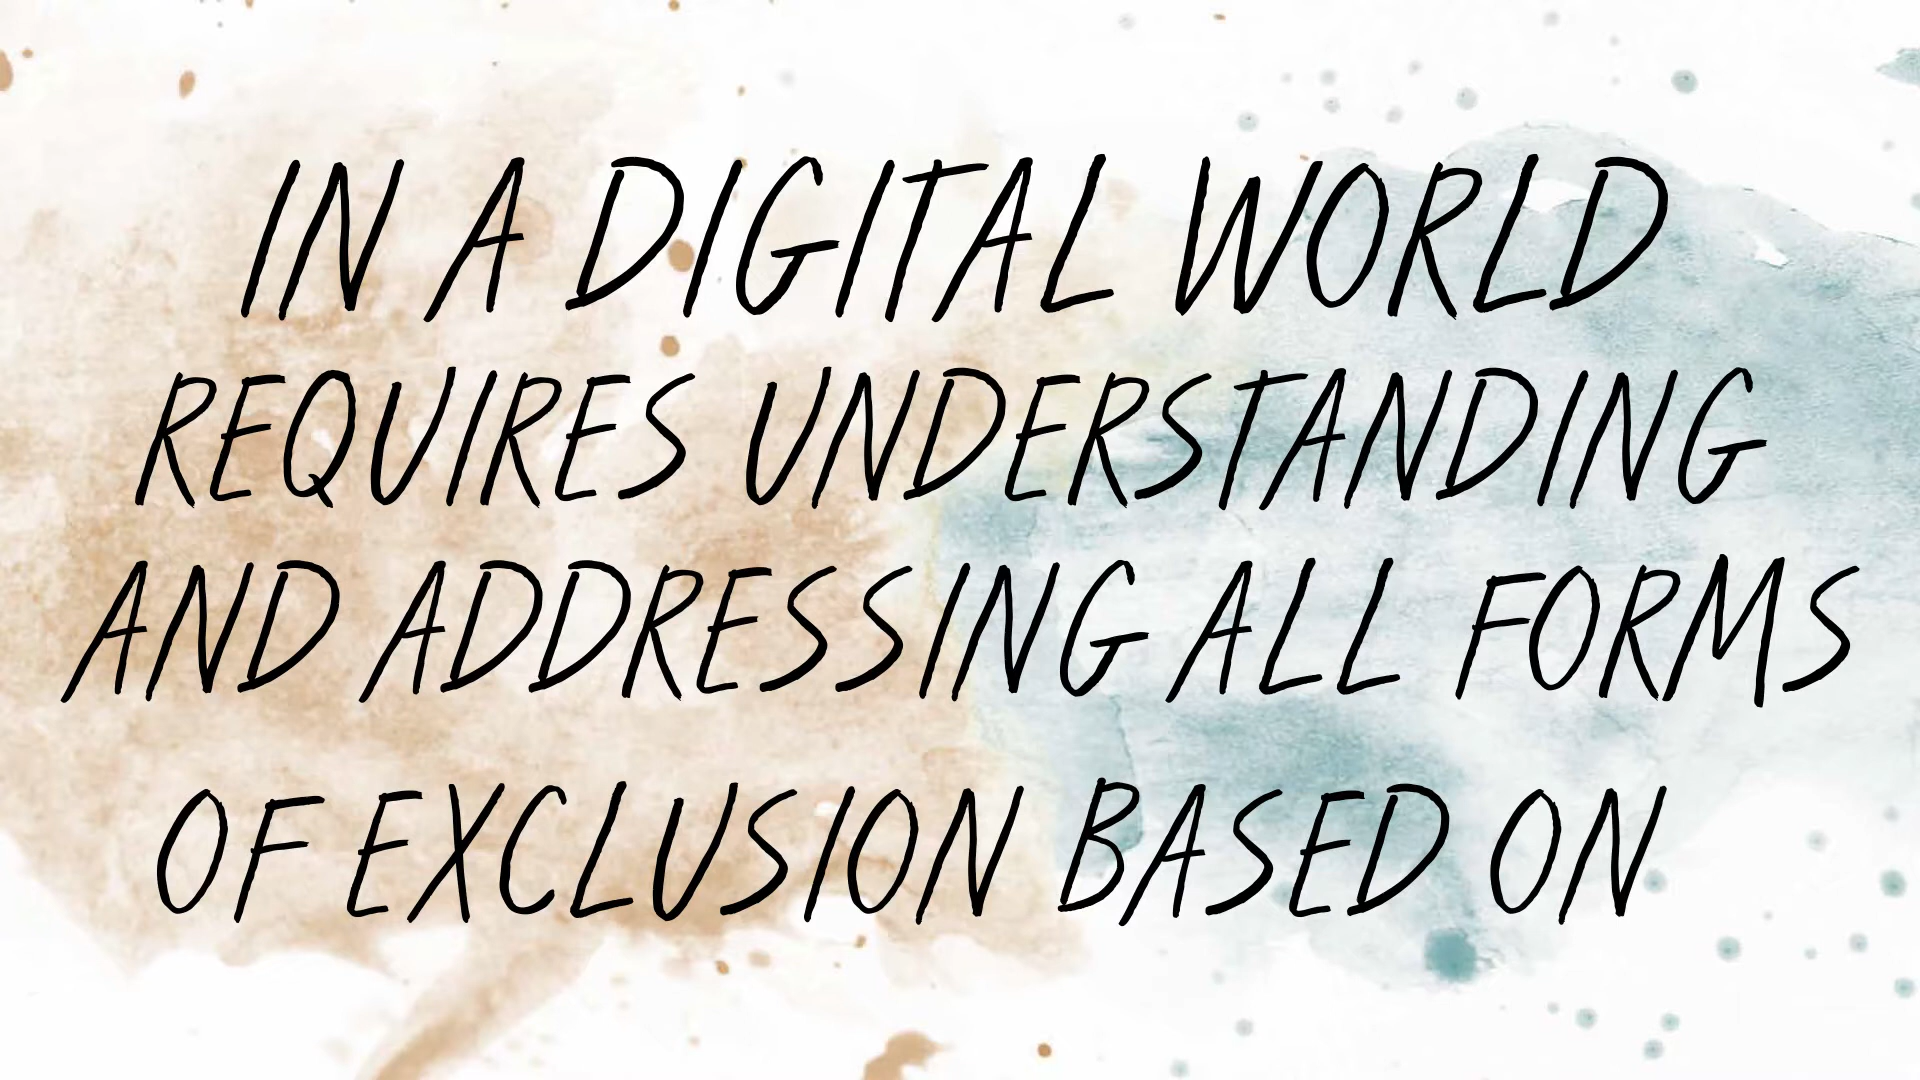 IN A DIGITAL WORLD
REQUIRES UNDERSTANDING
AND ADDRESSING ALL FORMS
OF EXCLUSION BASED ON